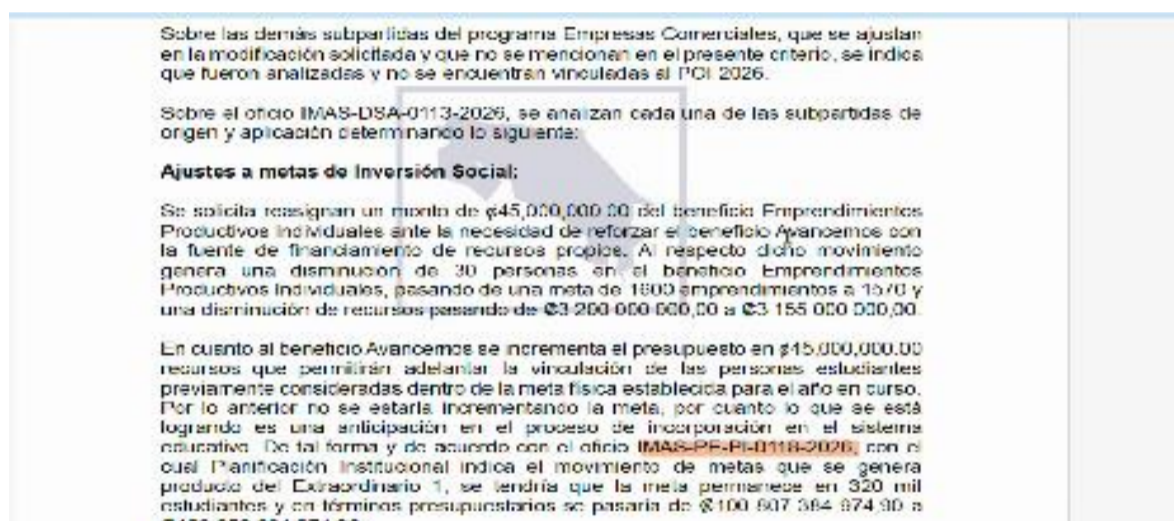 Sobre las demás subpartidas del programa Empresas Comerciales, que se ajustan
en la modificación solicitada y que no se mencionan en el presente criterio, se indica
que fueron analizadas y no se encuentran vinculadas al POI 2026.
Sobre el oficio IMAS-DSA-0113-2026, se analizan cada una de las subpartidas de
origen y aplicación determinando lo siguiente:
Ajustes a metas de Inversión Social:
Se solicita reasignan un monto de ¢45,000,000.00 del beneficio Emprendimientos
Productivos Individuales ante la necesidad de reforzar el beneficio Avancemos con
la fuente de financiamiento de recursos propios. Al respecto dicho movimiento
genera una disminución de 30 personas en el beneficio Emprendimientos
Productivos Individuales, pasando de una meta de 1600 emprendimientos a 1570 y
una disminución de recursos pasando de ₡3 200 000 000,00 a ₡3 155 000 000,00.
En cuanto al beneficio Avancemos se incrementa el presupuesto en ¢45,000,000.00
recursos que permitirán adelantar la vinculación de las personas estudiantes
previamente consideradas dentro de la meta física establecida para el año en curso.
Por lo anterior no se estaría incrementando la meta, por cuanto lo que se está
logrando es una anticipación en el proceso de incorporación en el sistema
educativo. De tal forma y de acuerdo con el oficio IMAS-PE-PI-0118-2026, con el
cual Planificación Institucional indica el movimiento de metas que se genera
producto del Extraordinario 1, se tendría que la meta permanece en 320 mil
estudiantes y en términos presupuestarios se pasaría de ₡100 807 384 974,90 a